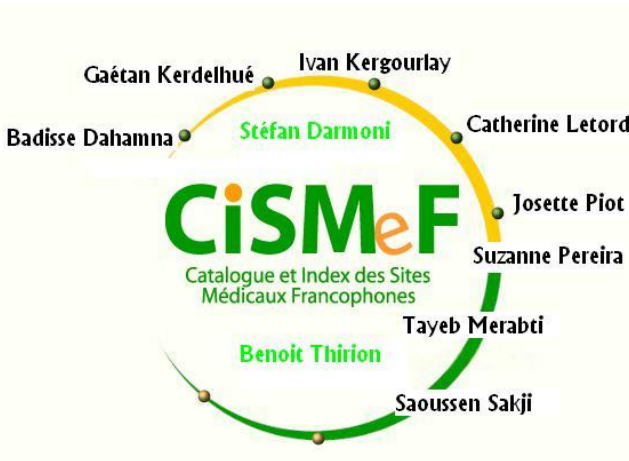 Ivan Kergourlay
Gaétan Kerdelhué
Stéfan Darmoni
Catherine Letord
Badisse Dahamna
CiSMeF
Josette Piot
Suzanne Pereira
Catalogue et Index des Sites
Médicaux Francophones
Tayeb Merabti
Benoit Thirion
Saoussen Sakji